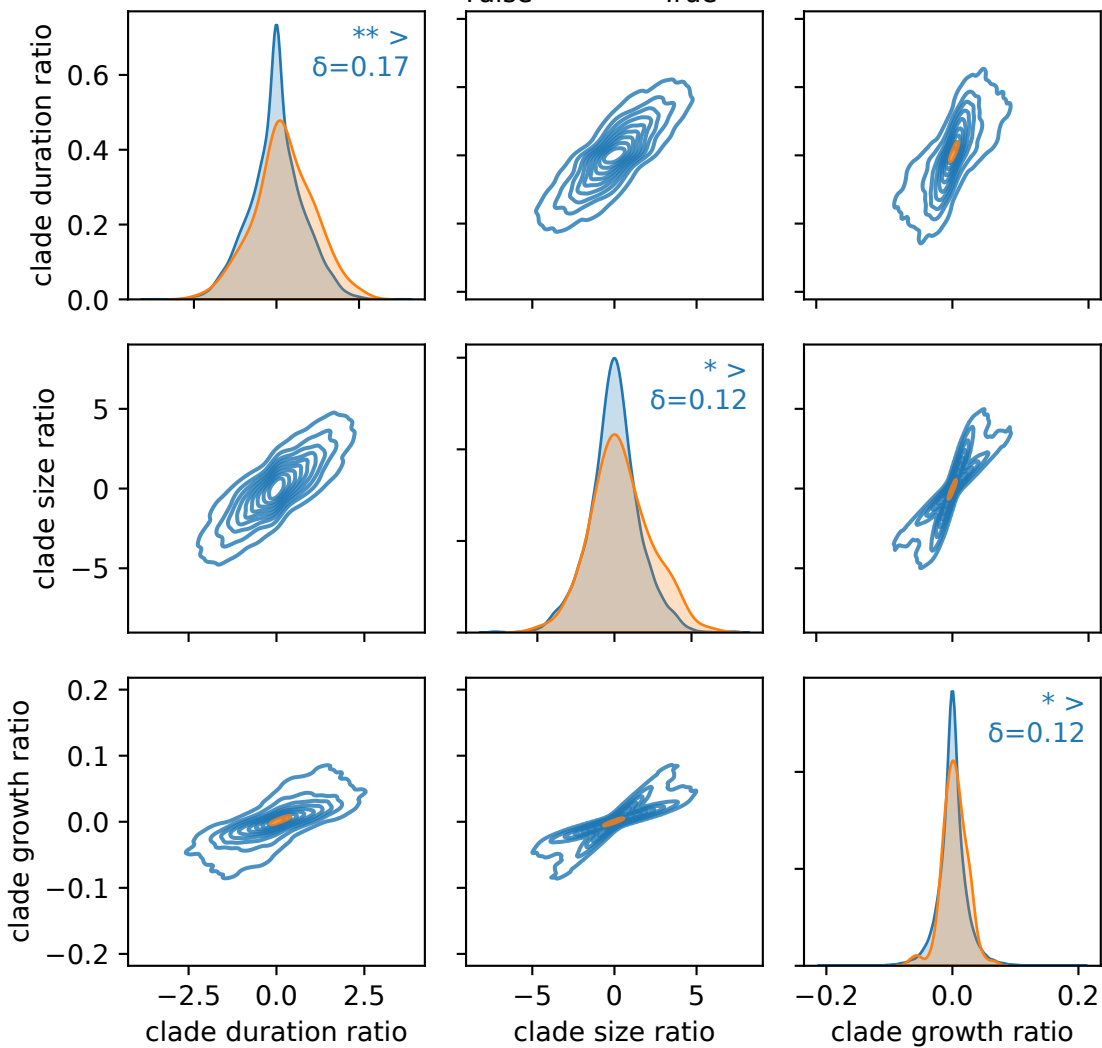 clade duration ratio
0.6
0.4
0.2
0.0
** >
δ=0.17
clade size ratio
5
0
−5
* >
δ=0.12
clade growth ratio
0.2
0.1
0.0
−0.1
−0.2
* >
δ=0.12
−2.5 0.0 2.5
−5 0 5
−0.2 0.0 0.2
clade duration ratio
clade size ratio
clade growth ratio